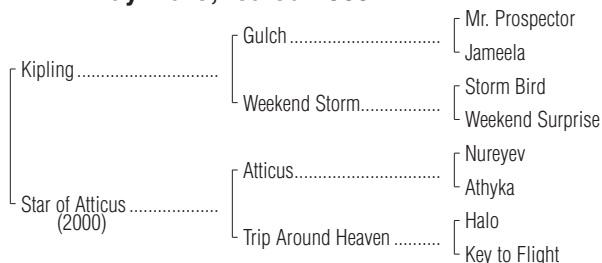 Kipling
Star of Atticus
(2000)
Gulch
Weekend Storm
Atticus
Trip Around Heaven
Mr. Prospector
Jameela
Storm Bird
Weekend Surprise
Nureyev
Athyka
Halo
Key to Flight